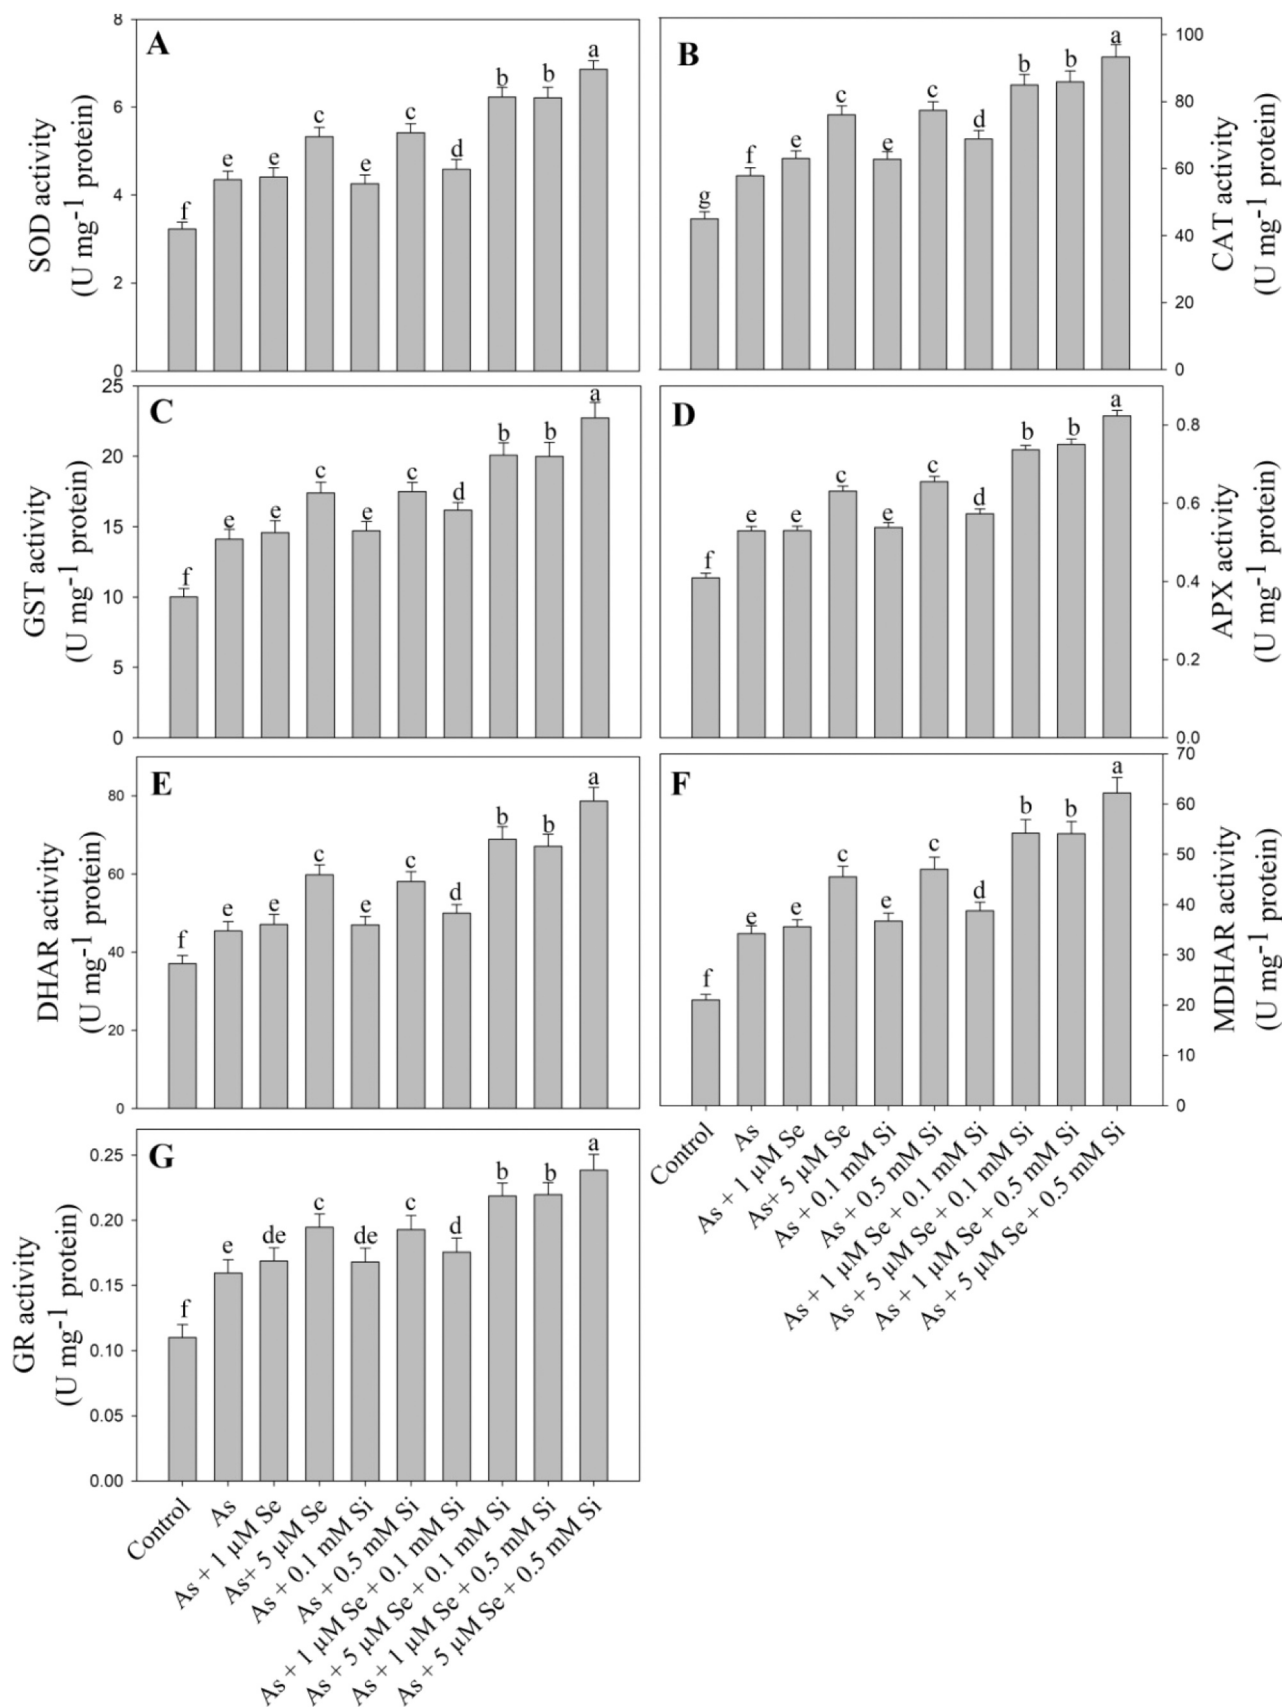 A
SOD activity
(U mg-1 protein)
8
6
4
2
0
f
e
e
c
e
c
d
b
b
a
B
CAT activity
(U mg-1 protein)
100
80
60
40
20
0
g
f
e
c
e
c
d
b
b
a
C
GST activity
(U mg-1 protein)
25
20
15
10
5
0
f
e
e
c
e
c
d
b
b
a
D
APX activity
(U mg-1 protein)
0.8
0.6
0.4
0.2
0.0
f
e
e
c
e
c
d
b
b
a
E
DHAR activity
(U mg-1 protein)
80
60
40
20
0
f
e
e
c
e
c
d
b
b
a
F
MDHAR activity
(U mg-1 protein)
70
60
50
40
30
20
10
0
f
e
e
c
e
c
d
b
b
a
Control
As
As + 1 μM Se
As+ 5 μM Se
As + 0.1 mM Si
As + 0.5 mM Si
As + 1 μM Se + 0.1 mM Si
As + 5 μM Se + 0.1 mM Si
As + 1 μM Se + 0.5 mM Si
As + 5 μM Se + 0.5 mM Si
G
GR activity
(U mg-1 protein)
0.25
0.20
0.15
0.10
0.05
0.00
f
e
de
c
de
c
d
b
b
a
Control
As
As + 1 μM Se
As+ 5 μM Se
As + 0.1 mM Si
As + 0.5 mM Si
As + 1 μM Se + 0.1 mM Si
As + 5 μM Se + 0.1 mM Si
As + 1 μM Se + 0.5 mM Si
As + 5 μM Se + 0.5 mM Si